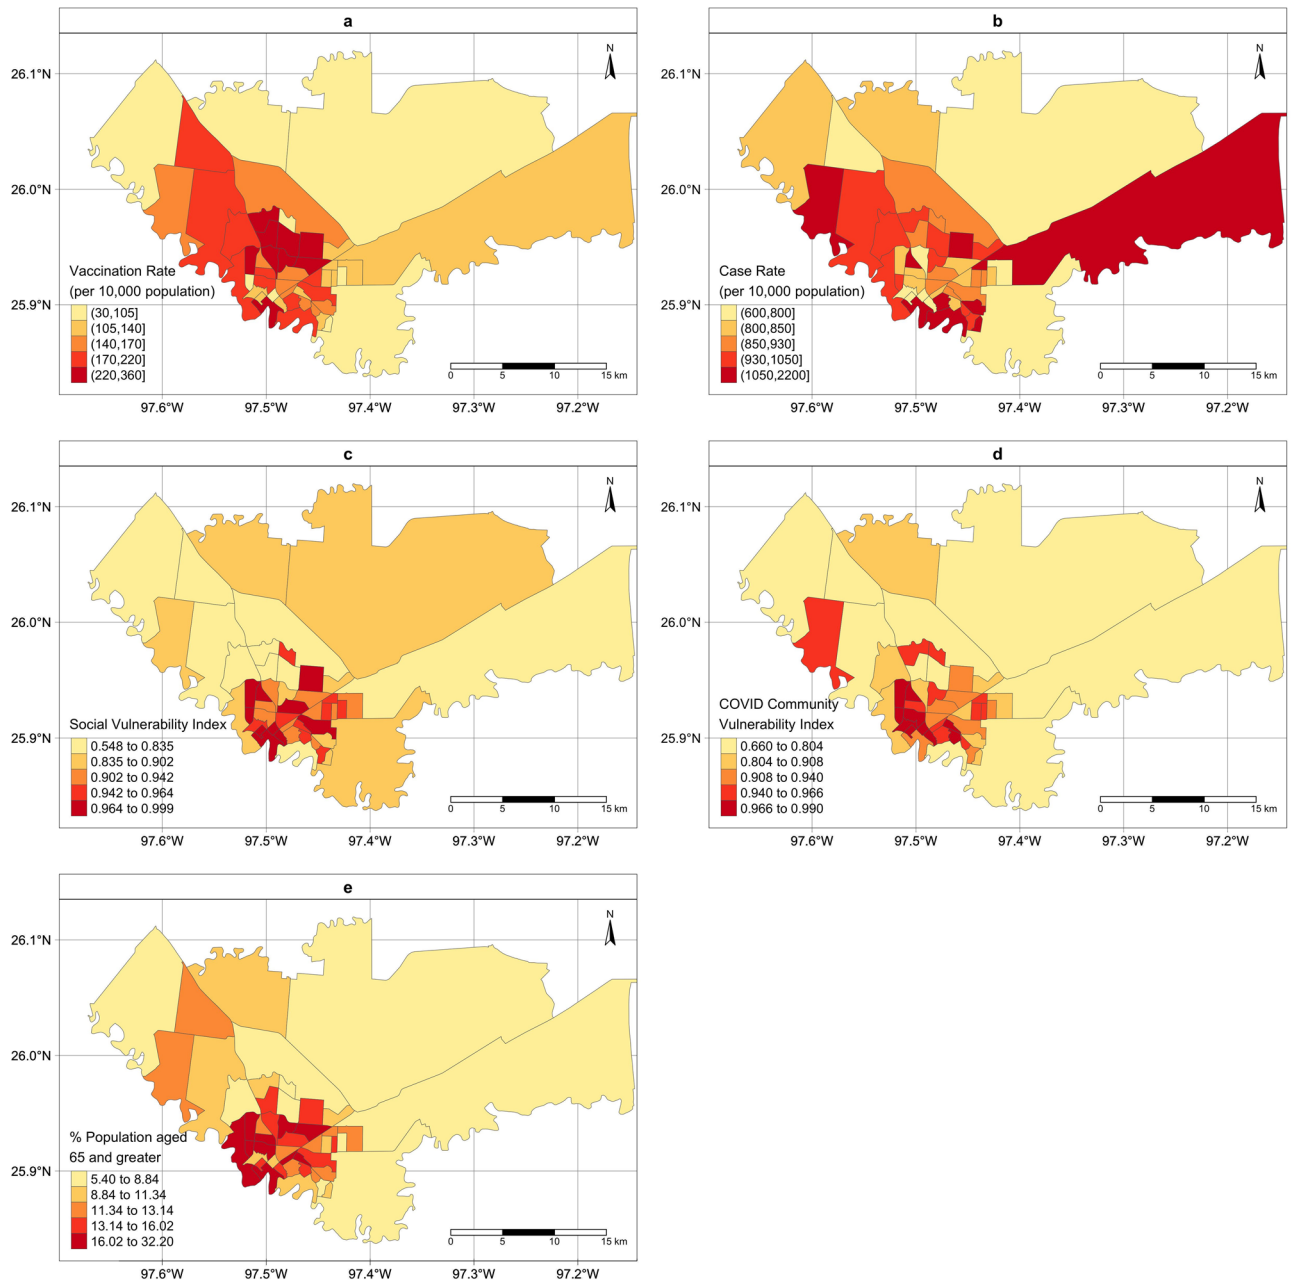 a
N
26.1°N
26.0°N
25.9°N
Vaccination Rate
(per 10,000 population)
(30,105]
(105,140]
(140,170]
(170,220]
(220,360]
0 5 10 15 km
97.6°W 97.5°W 97.4°W 97.3°W 97.2°W
b
N
26.1°N
26.0°N
25.9°N
Case Rate
(per 10,000 population)
(600,800]
(800,850]
(850,930]
(930,1050]
(1050,2200]
0 5 10 15 km
97.6°W 97.5°W 97.4°W 97.3°W 97.2°W
c
N
26.1°N
26.0°N
25.9°N
Social Vulnerability Index
0.548 to 0.835
0.835 to 0.902
0.902 to 0.942
0.942 to 0.964
0.964 to 0.999
0 5 10 15 km
97.6°W 97.5°W 97.4°W 97.3°W 97.2°W
d
N
26.1°N
26.0°N
25.9°N
COVID Community
Vulnerability Index
0.660 to 0.804
0.804 to 0.908
0.908 to 0.940
0.940 to 0.966
0.966 to 0.990
0 5 10 15 km
97.6°W 97.5°W 97.4°W 97.3°W 97.2°W
e
N
26.1°N
26.0°N
25.9°N
% Population aged
65 and greater
5.40 to 8.84
8.84 to 11.34
11.34 to 13.14
13.14 to 16.02
16.02 to 32.20
0 5 10 15 km
97.6°W 97.5°W 97.4°W 97.3°W 97.2°W